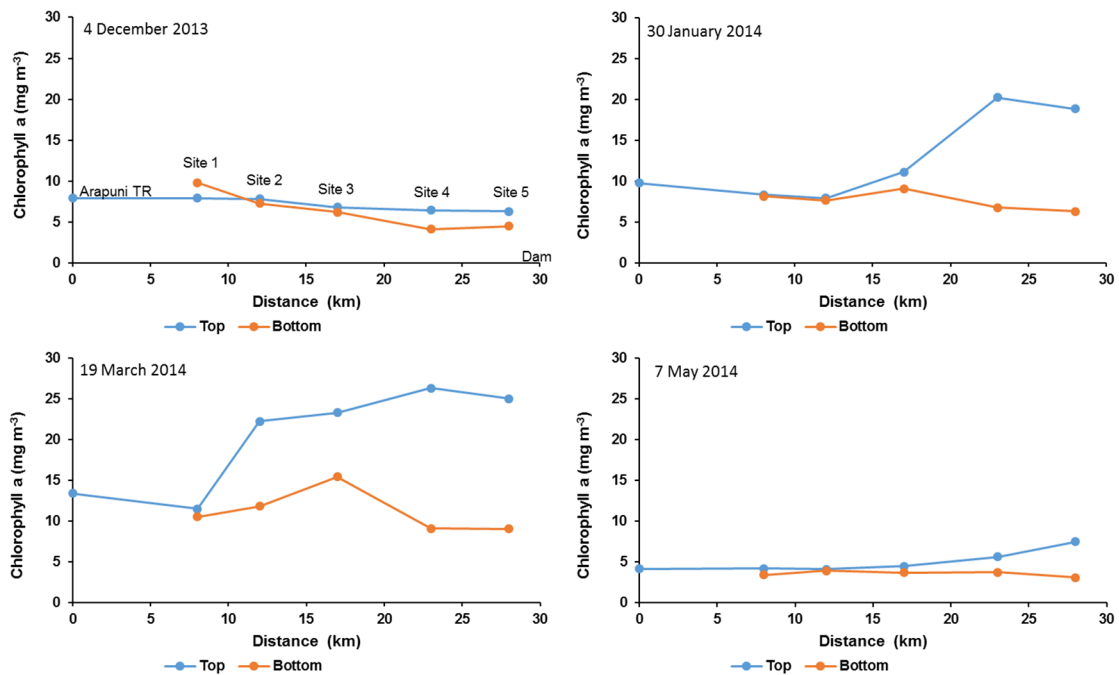 4 December 2013
Chlorophyll a (mg m-3)
30
25
20
15
10
5
0
Arapuni TR
Site 1
Site 2
Site 3
Site 4
Site 5
Dam
0 5 10 15 20 25 30
Distance (km)
Top Bottom
30 January 2014
Chlorophyll a (mg m-3)
30
25
20
15
10
5
0
0 5 10 15 20 25 30
Distance (km)
Top Bottom
19 March 2014
Chlorophyll a (mg m-3)
30
25
20
15
10
5
0
0 5 10 15 20 25 30
Distance (km)
Top Bottom
7 May 2014
Chlorophyll a (mg m-3)
30
25
20
15
10
5
0
0 5 10 15 20 25 30
Distance (km)
Top Bottom